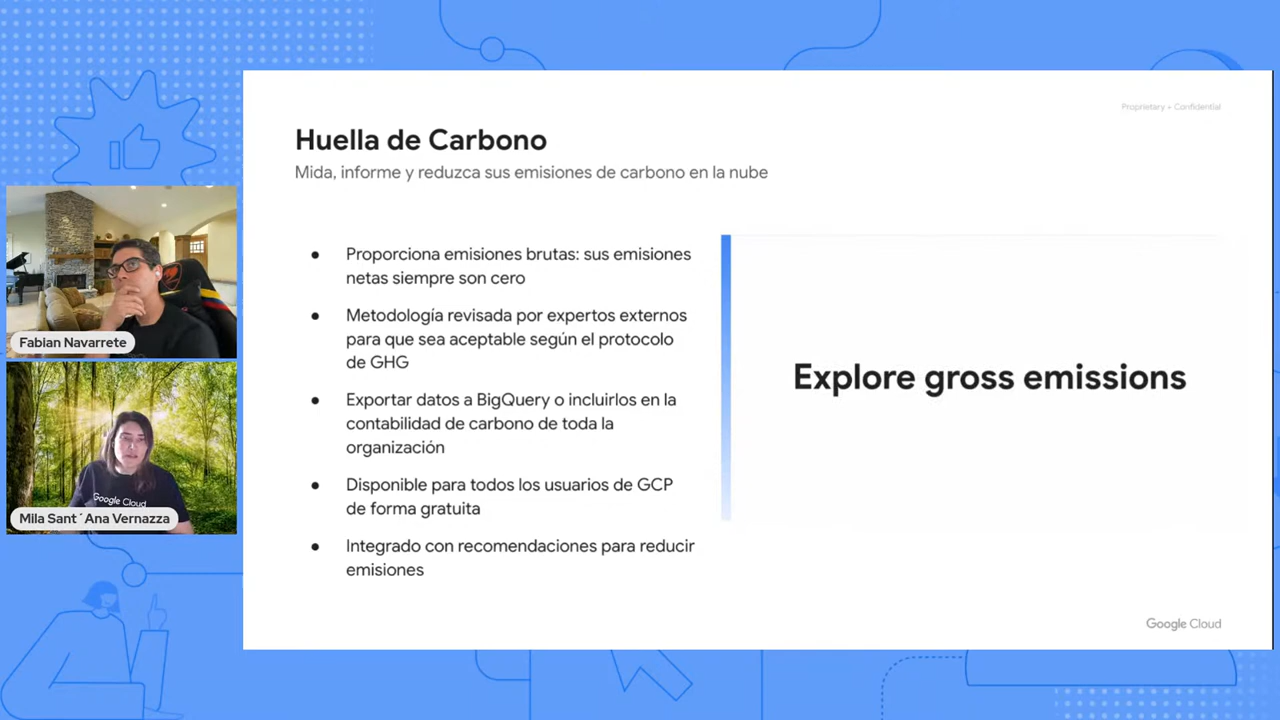 Proprietary + Confidential
Huella de Carbono
Mida, informe y reduzca sus emisiones de carbono en la nube
● Proporciona emisiones brutas: sus emisiones
netas siempre son cero
● Metodología revisada por expertos externos
para que sea aceptable según el protocolo
de GHG
● Exportar datos a BigQuery o incluirlos en la
contabilidad de carbono de toda la
organización
● Disponible para todos los usuarios de GCP
de forma gratuita
● Integrado con recomendaciones para reducir
emisiones
Explore gross emissions
Google Cloud
Fabian Navarrete
Google Cloud
Mila Sant´Ana Vernazza